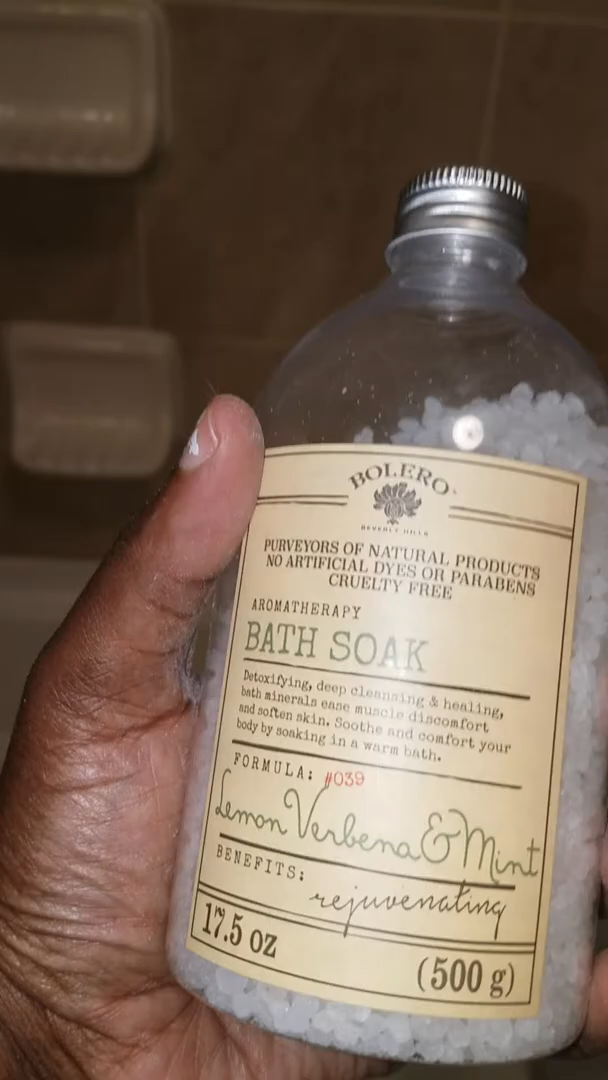 BOLERO
BEVERLY HILLS
PURVEYORS OF NATURAL PRODUCTS
NO ARTIFICIAL DYES OR PARABENS
CRUELTY FREE
AROMATHERAPY
BATH SOAK
Detoxifying, deep cleansing & healing,
bath minerals ease muscle discomfort
and soften skin. Soothe and comfort your
body by soaking in a warm bath.
FORMULA: #039
Lemon Verbena & Mint
BENEFITS: rejuvenating
17.5 oz (500 g)